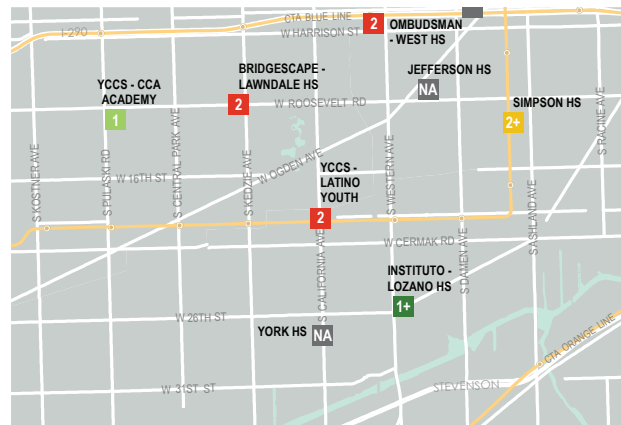 CTA BLUE LINE
I-290
W HARRISON ST
2
OMBUDSMAN
- WEST HS
BRIDGESCAPE -
LAWNDALE HS
JEFFERSON HS
YCCS - CCA
ACADEMY
NA
SIMPSON HS
2
W ROOSEVELT RD
1
2+
S KOSTNER AVE
S PULASKI RD
S CENTRAL PARK AVE
S KEDZIE AVE
W OGDEN AVE
S WESTERN AVE
S RACINE AVE
W 16TH ST
YCCS -
LATINO
YOUTH
2
S CALIFORNIA AVE
S DAMEN AVE
S ASHLAND AVE
W CERMAK RD
INSTITUTO -
LOZANO HS
1+
W 26TH ST
YORK HS
NA
CTA ORANGE LINE
W 31ST ST
STEVENSON